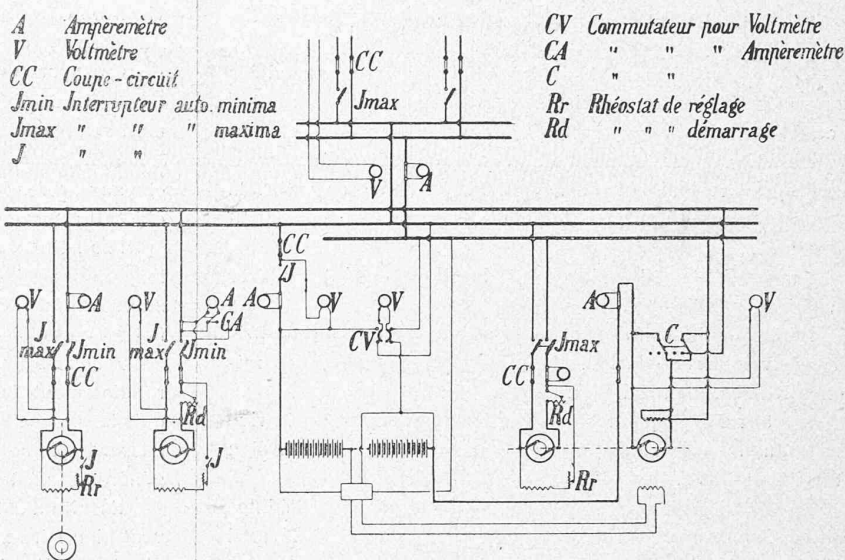 A Ampèremètre
V Voltmètre
CC Coupe-circuit
Jmin Interrupteur auto. minima
Jmax " " " maxima
J " "
CV Commutateur pour Voltmètre
CA " " " Ampèremètre
C " "
Rr Rhéostat de réglage
Rd " " " démarrage
CC
Jmax
V
A
CC
J
V
A
V
A
GA
A
V
V
A
V
J
max
Jmin
CC
J
max
Jmin
CV
Jmax
CC
C
Rd
Rd
J
Rr
J
Rr